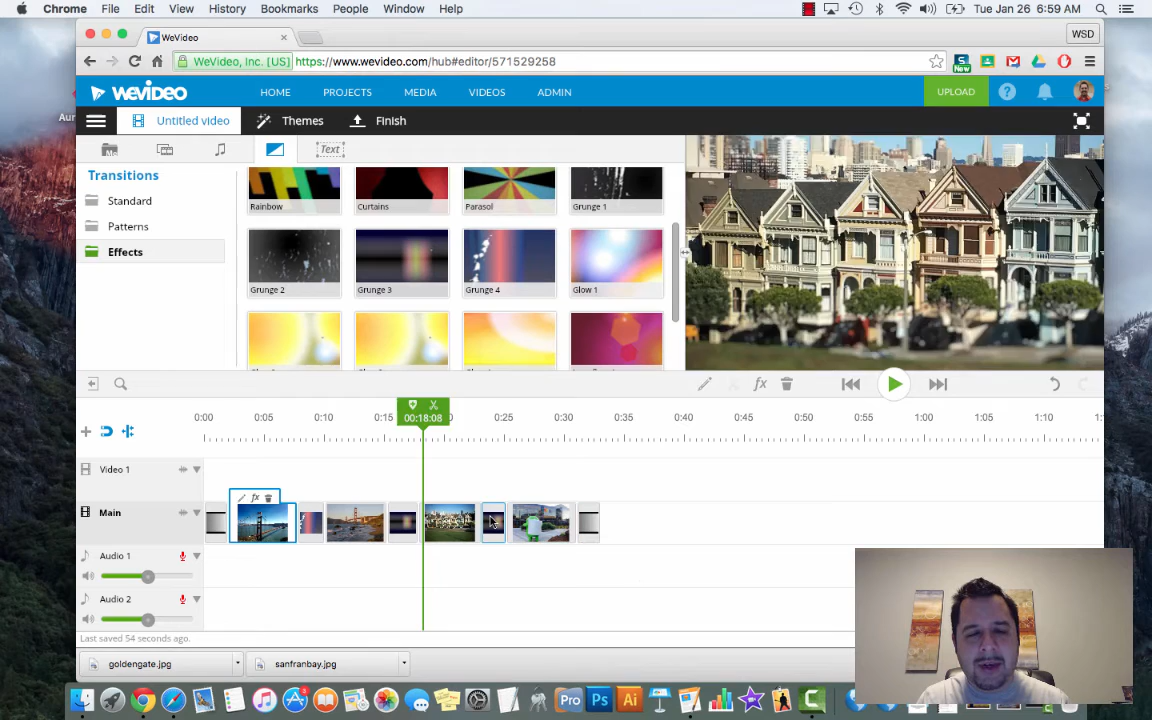 Chrome File Edit View History Bookmarks People Window Help Tue Jan 26 6:59 AM
WeVideo WSD
WeVideo, Inc. [US] https://www.wevideo.com/hub#editor/571529258 New
wevideo HOME PROJECTS MEDIA VIDEOS ADMIN UPLOAD ?
Untitled video Themes Finish
Text
Transitions
Standard
Patterns
Effects
Rainbow Curtains Parasol Grunge 1
Grunge 2 Grunge 3 Grunge 4 Glow 1
fx
0:00 0:05 0:10 0:15 0:25 0:30 0:35 0:40 0:45 0:50 0:55 1:00 1:05 1:10
00:18:08
Video 1
fx
Main
Audio 1
Audio 2
Last saved 54 seconds ago.
goldengate.jpg sanfranbay.jpg
Pro Ps Ai